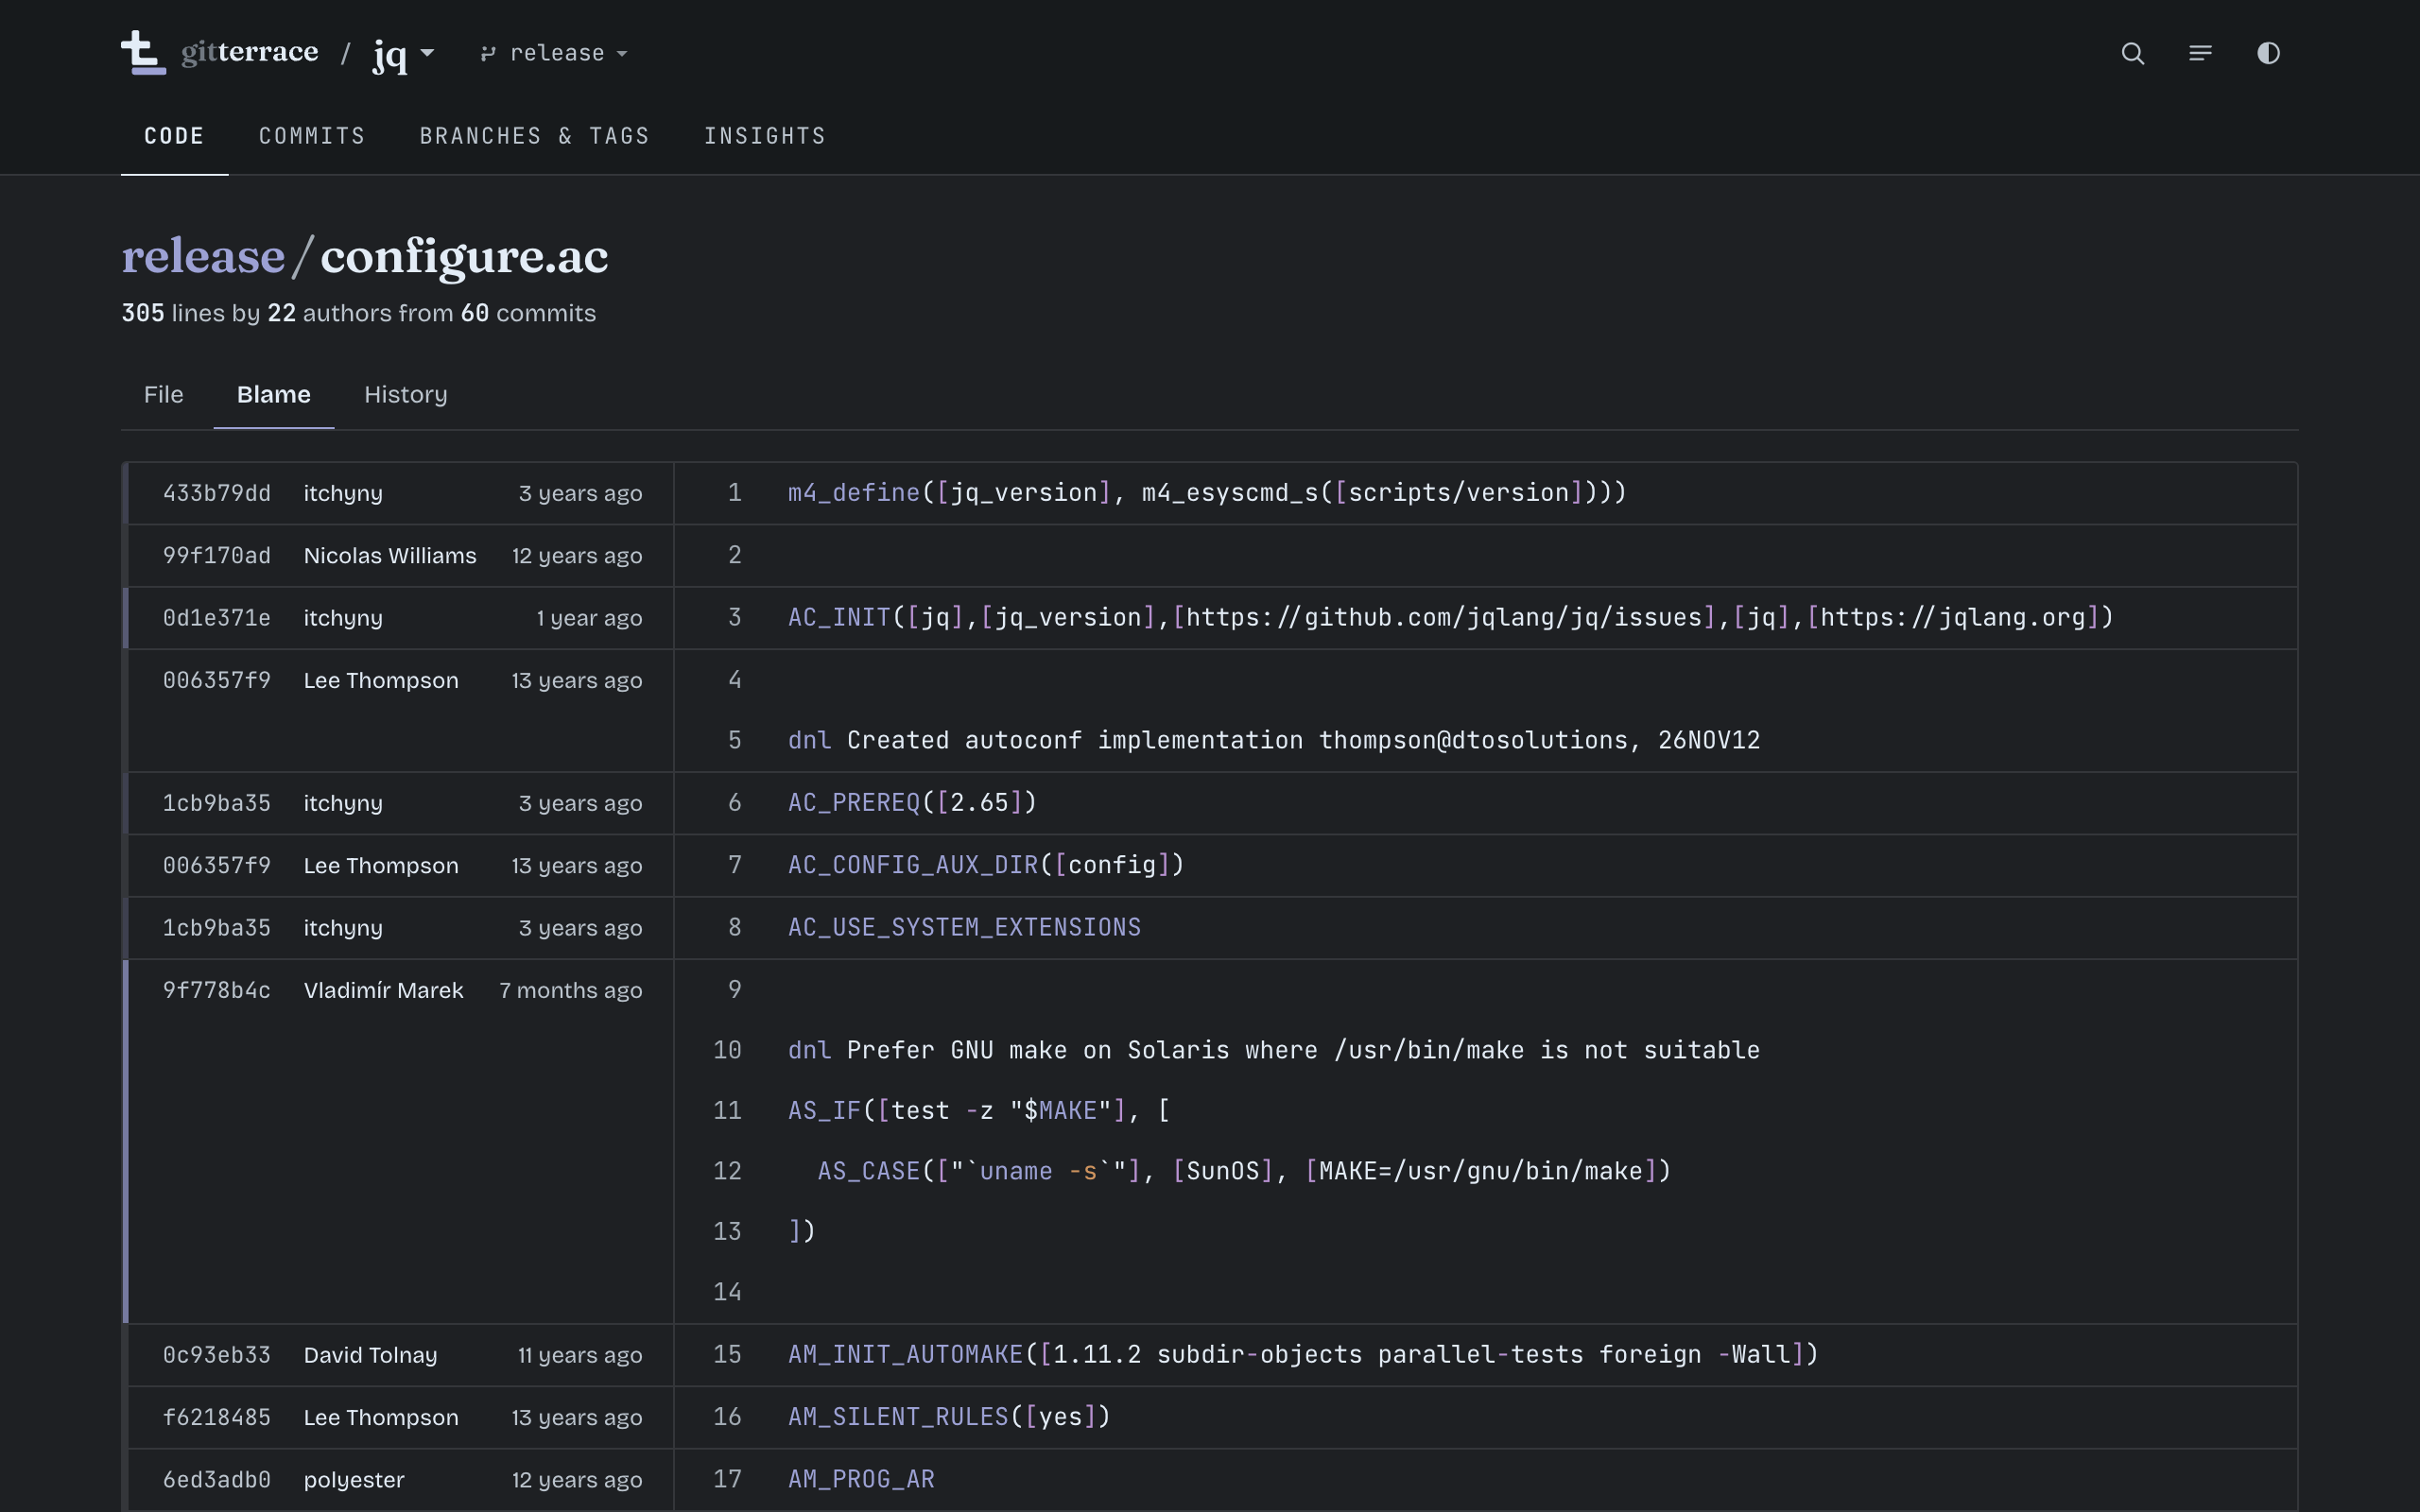 gitterrace / jq release
CODE COMMITS BRANCHES & TAGS INSIGHTS
release/configure.ac
305 lines by 22 authors from 60 commits
File Blame History
433b79dd itchyny 3 years ago 1 m4_define([jq_version], m4_esyscmd_s([scripts/version])))
99f170ad Nicolas Williams 12 years ago 2
0d1e371e itchyny 1 year ago 3 AC_INIT([jq],[jq_version],[https://github.com/jqlang/jq/issues],[jq],[https://jqlang.org])
006357f9 Lee Thompson 13 years ago 4
5 dnl Created autoconf implementation thompson@dtosolutions, 26NOV12
1cb9ba35 itchyny 3 years ago 6 AC_PREREQ([2.65])
006357f9 Lee Thompson 13 years ago 7 AC_CONFIG_AUX_DIR([config])
1cb9ba35 itchyny 3 years ago 8 AC_USE_SYSTEM_EXTENSIONS
9f778b4c Vladimír Marek 7 months ago 9
10 dnl Prefer GNU make on Solaris where /usr/bin/make is not suitable
11 AS_IF([test -z "$MAKE"], [
12 AS_CASE(["`uname -s`"], [SunOS], [MAKE=/usr/gnu/bin/make])
13 ])
14
0c93eb33 David Tolnay 11 years ago 15 AM_INIT_AUTOMAKE([1.11.2 subdir-objects parallel-tests foreign -Wall])
f6218485 Lee Thompson 13 years ago 16 AM_SILENT_RULES([yes])
6ed3adb0 polyester 12 years ago 17 AM_PROG_AR